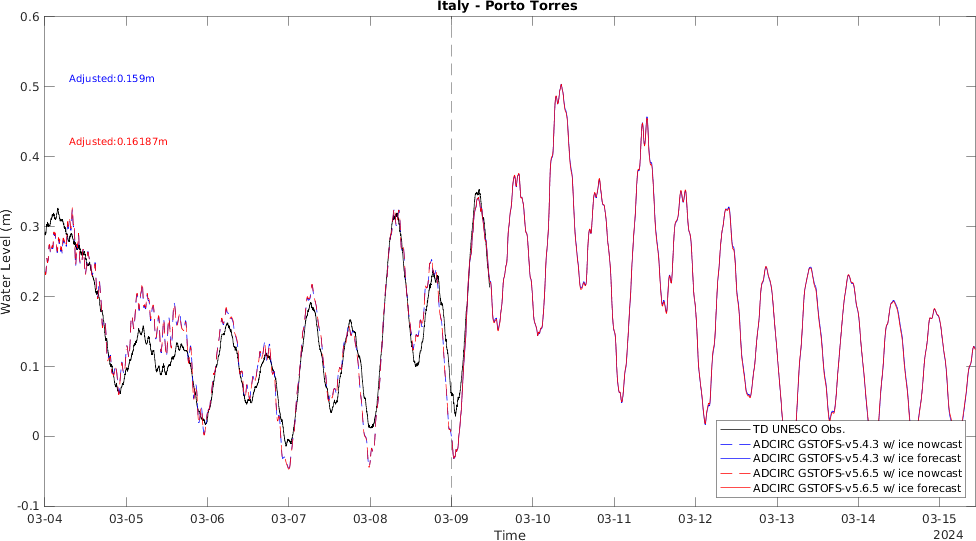 Italy - Porto Torres
0.6
0.5
0.4
0.3
0.2
0.1
0
-0.1
Water Level (m)
Adjusted:0.159m
Adjusted:0.16187m
TD UNESCO Obs.
ADCIRC GSTOFS-v5.4.3 w/ ice nowcast
ADCIRC GSTOFS-v5.4.3 w/ ice forecast
ADCIRC GSTOFS-v5.6.5 w/ ice nowcast
ADCIRC GSTOFS-v5.6.5 w/ ice forecast
03-04 03-05 03-06 03-07 03-08 03-09 03-10 03-11 03-12 03-13 03-14 03-15
Time
2024